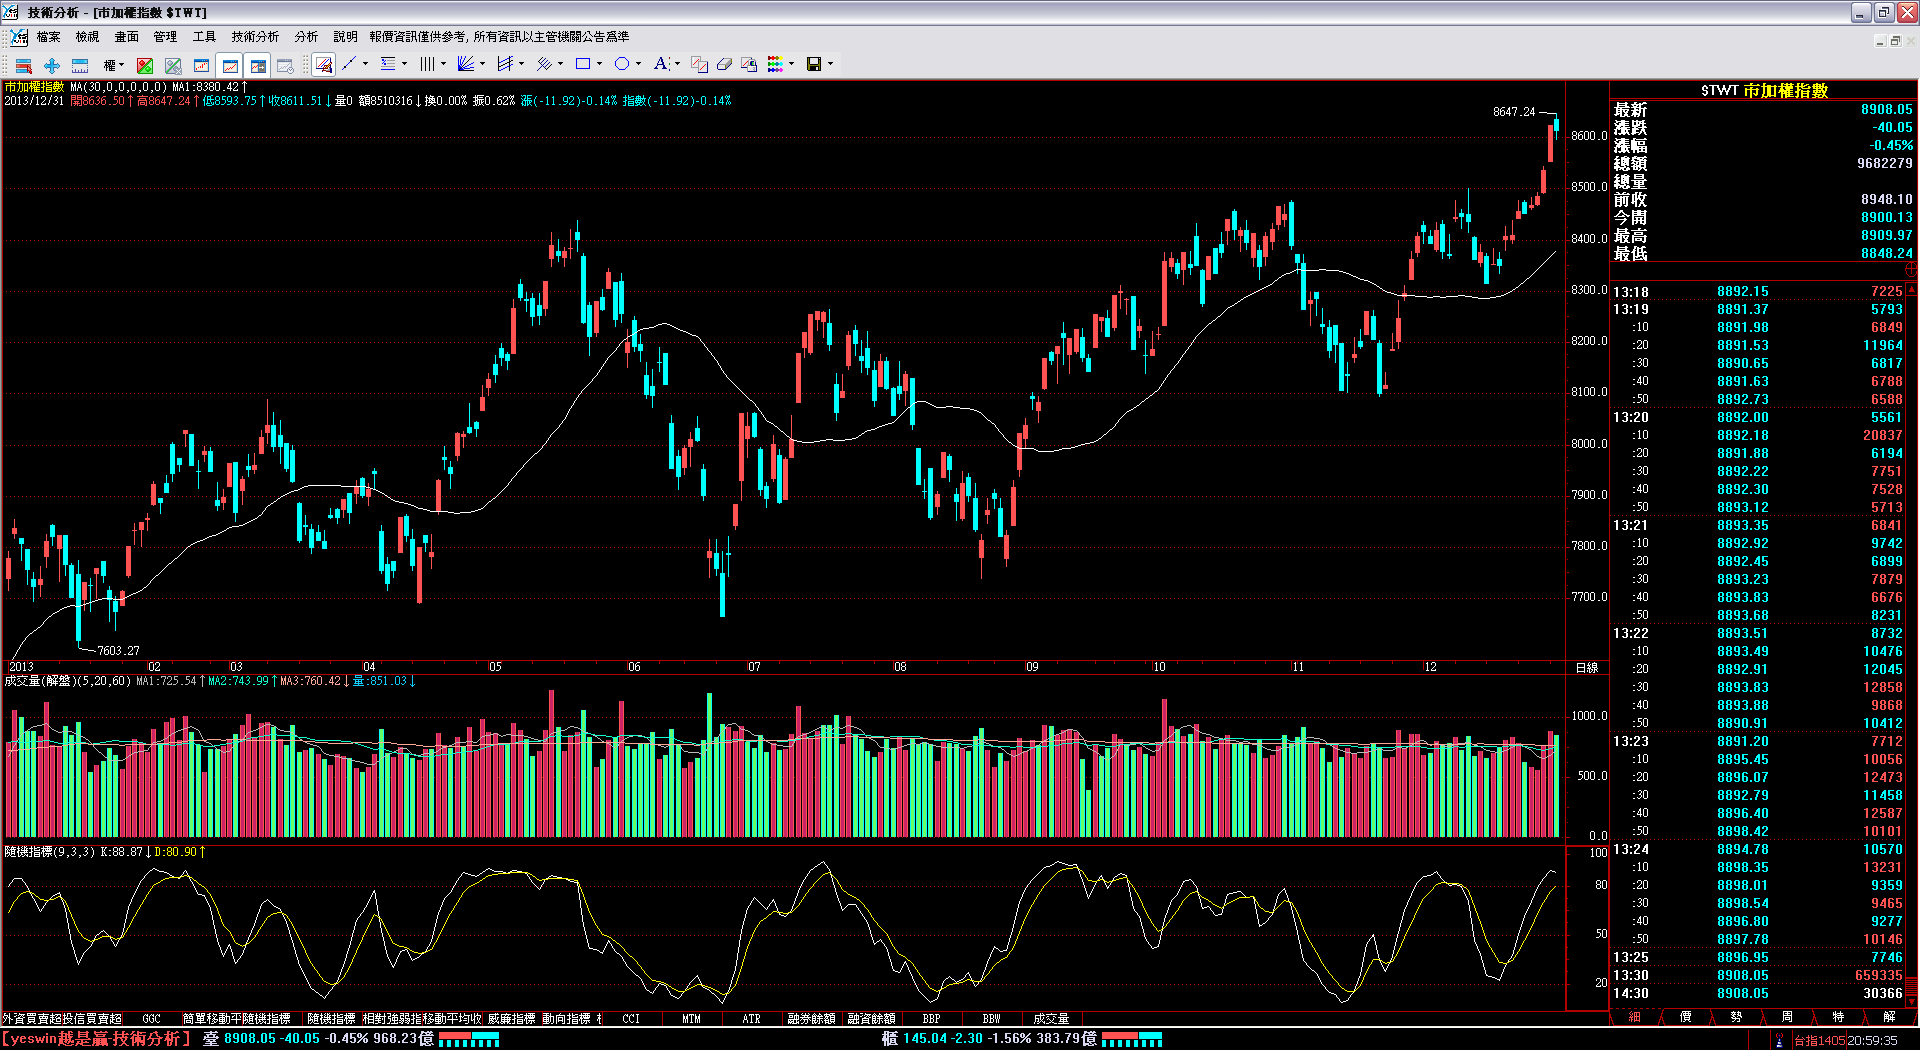 技術分析 - [市加權指數 $TWT]
檔案 檢視 畫面 管理 工具 技術分析 分析 說明 報價資訊僅供參考, 所有資訊以主管機關公告為準
權
市加權指數 MA(30,0,0,0,0,0) MA1:8380.42↑
2013/12/31 開8636.50↑高8647.24↑低8593.75↑收8611.51↓量0 額8510316↓換0.00% 振0.62% 漲(-11.92)-0.14% 指數(-11.92)-0.14%
8647.24
8600.0
8500.0
8400.0
8300.0
8200.0
8100.0
8000.0
7900.0
7800.0
7700.0
7603.27
2013 02 03 04 05 06 07 08 09 10 11 12 日線
成交量(解盤)(5,20,60) MA1:725.54↑MA2:743.99↑MA3:760.42↓量:851.03↓
1000.0
500.0
0.0
隨機指標(9,3,3) K:88.87↓D:80.90↑
100
80
50
20
外資買賣超 投信買賣超 GGC 簡單移動平 隨機指標 隨機指標 相對強弱指 移動平均收 威廉指標 動向指標 CCI MTM ATR 融券餘額 融資餘額 BBP BBW 成交量
$TWT 市加權指數
最新 8908.05
漲跌 -40.05
漲幅 -0.45%
總額 9682279
總量
前收 8948.10
今開 8900.13
最高 8909.97
最低 8848.24
13:18 8892.15 7225
13:19 8891.37 5793
:10 8891.98 6849
:20 8891.53 11964
:30 8890.65 6817
:40 8891.63 6788
:50 8892.73 6588
13:20 8892.00 5561
:10 8892.18 20837
:20 8891.88 6194
:30 8892.22 7751
:40 8892.30 7528
:50 8893.12 5713
13:21 8893.35 6841
:10 8892.92 9742
:20 8892.45 6899
:30 8893.23 7879
:40 8893.83 6676
:50 8893.68 8231
13:22 8893.51 8732
:10 8893.49 10476
:20 8892.91 12045
:30 8893.83 12858
:40 8893.88 9868
:50 8890.91 10412
13:23 8891.20 7712
:10 8895.45 10056
:20 8896.07 12473
:30 8892.79 11458
:40 8896.40 12587
:50 8898.42 10101
13:24 8894.78 10570
:10 8898.35 13231
:20 8898.01 9359
:30 8898.54 9465
:40 8896.80 9277
:50 8897.78 10146
13:25 8896.95 7746
13:30 8908.05 659335
14:30 8908.05 30366
細 價 勢 周 特 解
[yeswin越是贏-技術分析] 臺 8908.05 -40.05 -0.45% 968.23億 櫃 145.04 -2.30 -1.56% 383.79億 台指1405 20:59:35